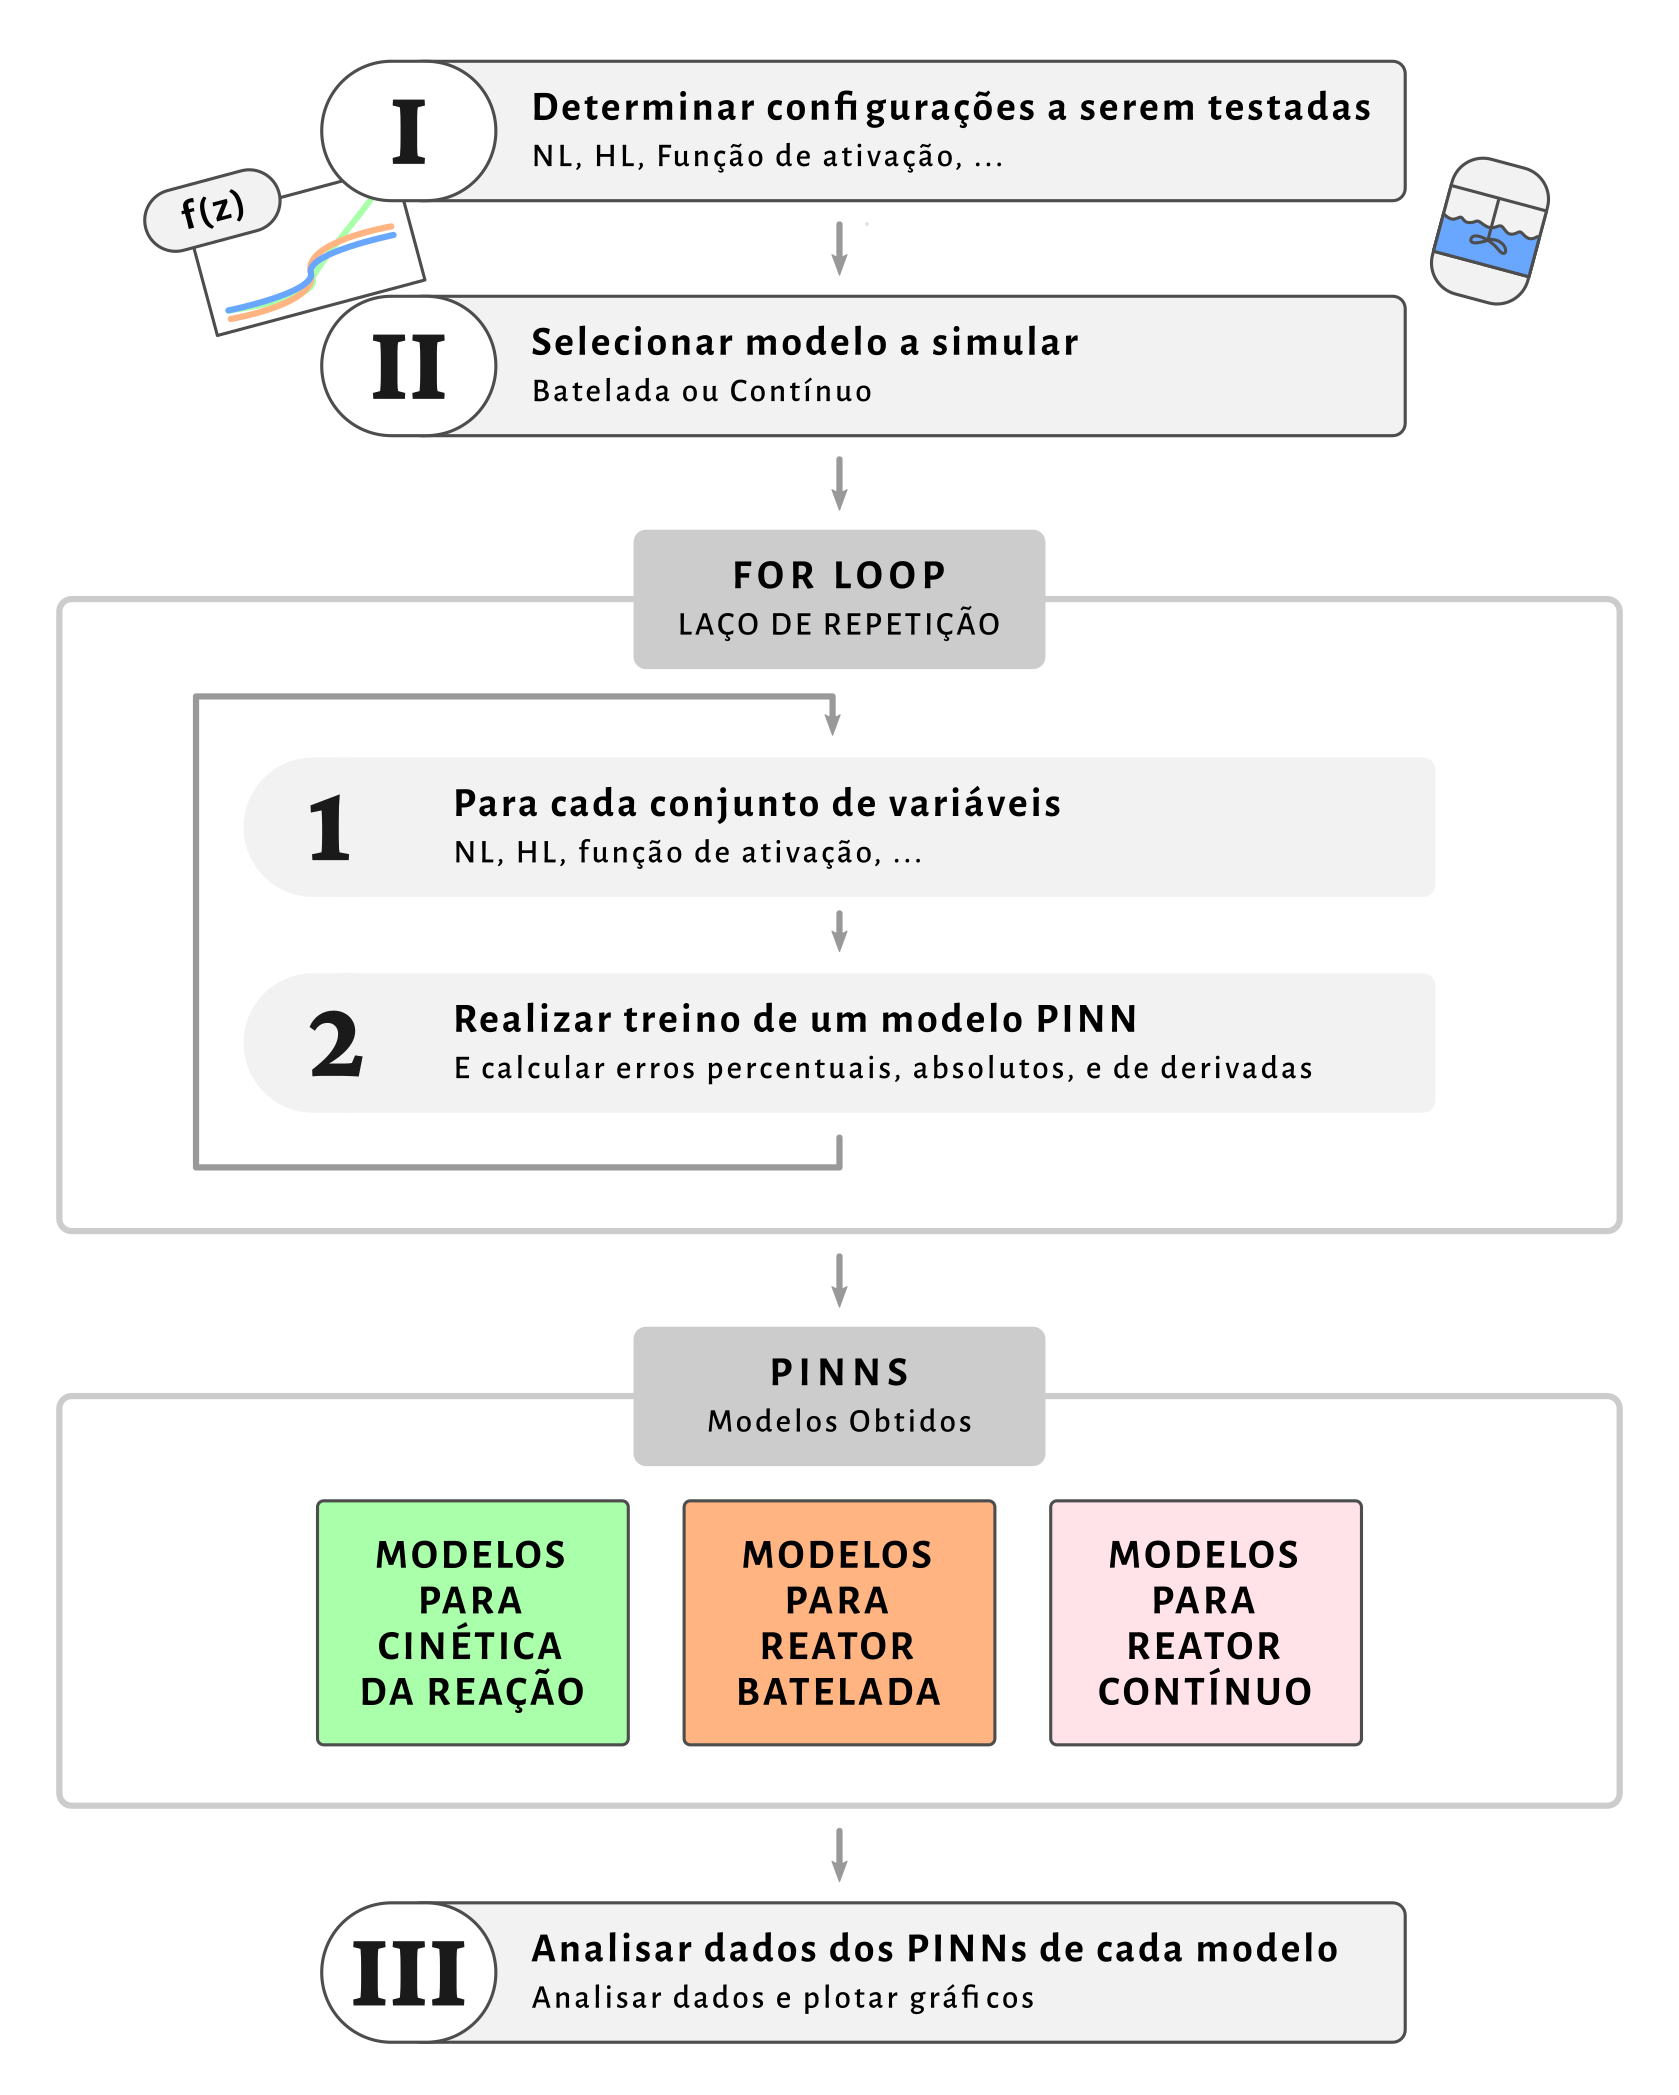 I
Determinar configurações a serem testadas
NL, HL, Função de ativação, ...
f(z)
II
Selecionar modelo a simular
Batelada ou Contínuo
FOR LOOP
LAÇO DE REPETIÇÃO
1
Para cada conjunto de variáveis
NL, HL, função de ativação, ...
2
Realizar treino de um modelo PINN
E calcular erros percentuais, absolutos, e de derivadas
PINNS
Modelos Obtidos
MODELOS
PARA
CINÉTICA
DA REAÇÃO
MODELOS
PARA
REATOR
BATELADA
MODELOS
PARA
REATOR
CONTÍNUO
III
Analisar dados dos PINNs de cada modelo
Analisar dados e plotar gráficos